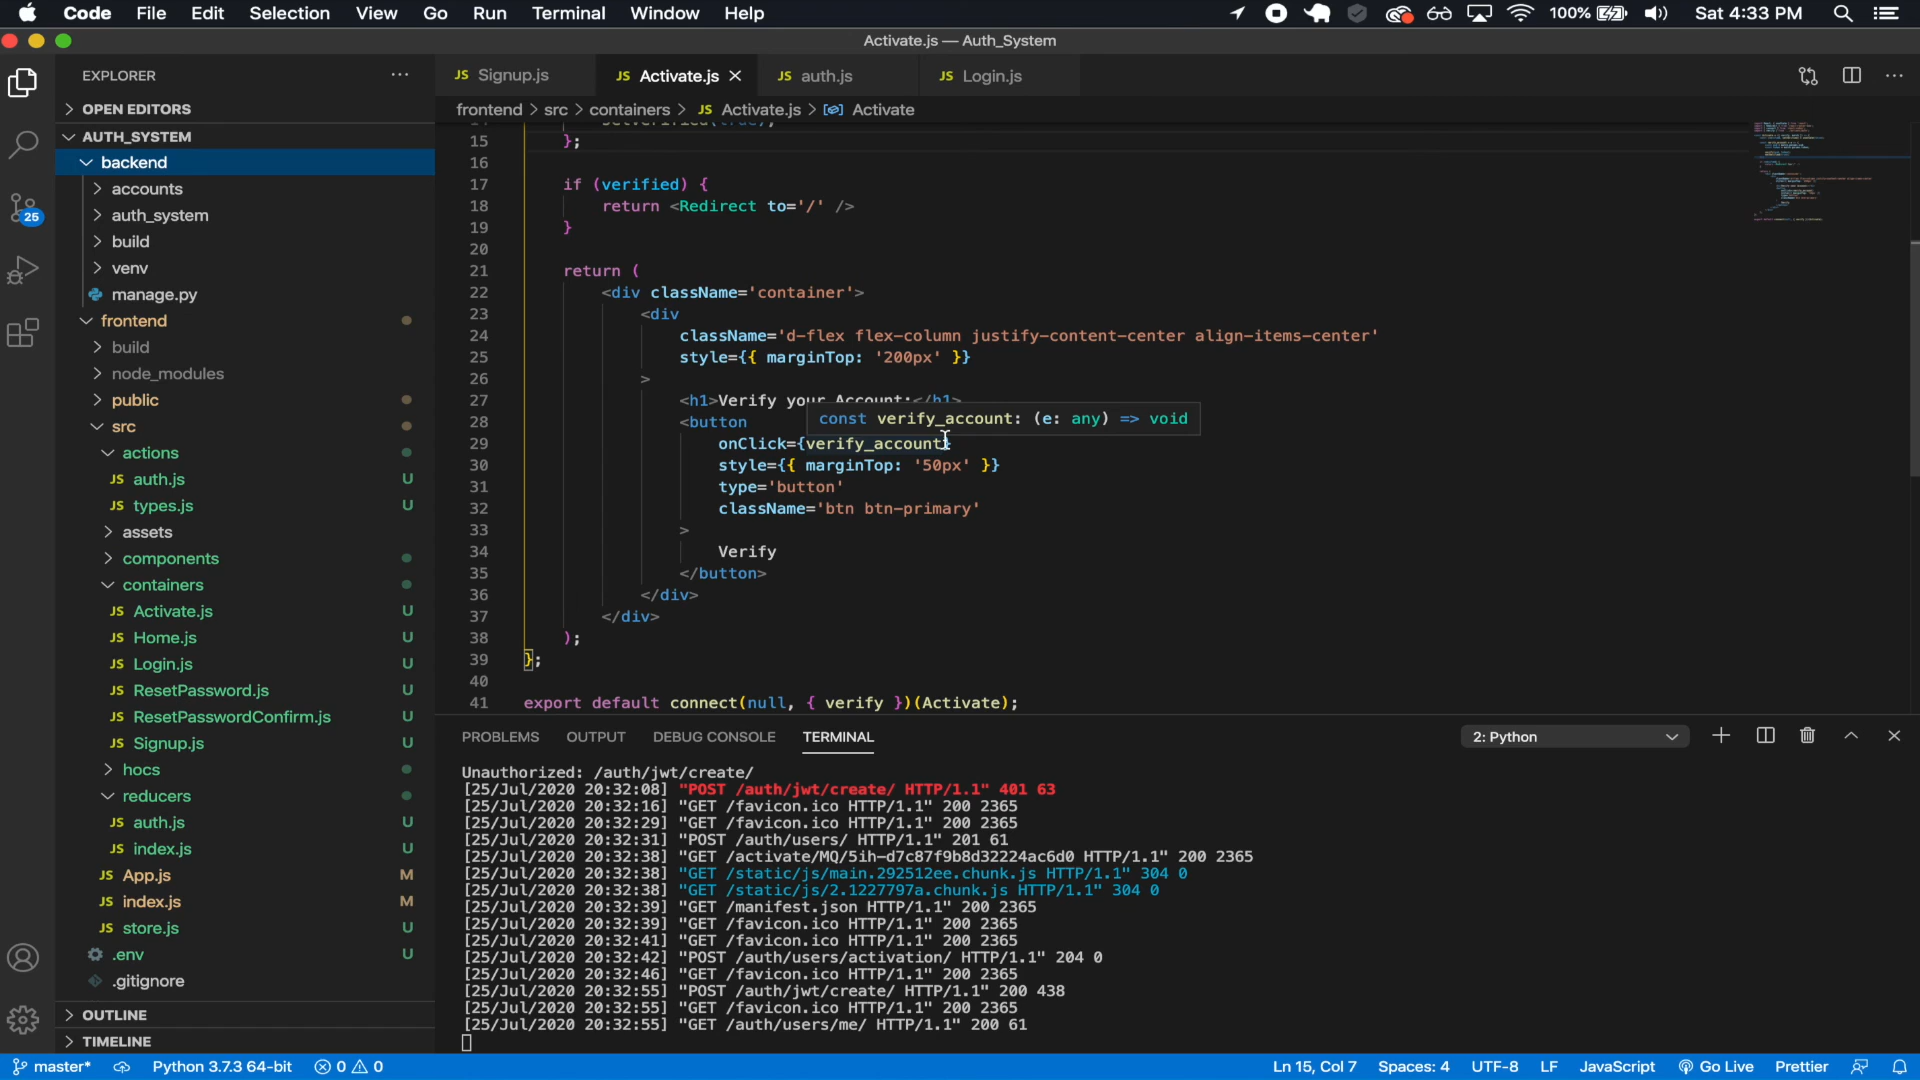 Code File Edit Selection View Go Run Terminal Window Help 100% Sat 4:33 PM
Activate.js — Auth_System
EXPLORER
OPEN EDITORS
AUTH_SYSTEM
backend
accounts
auth_system
build
venv
manage.py
frontend
build
node_modules
public
src
actions
JS auth.js U
JS types.js U
assets
components
containers
JS Activate.js U
JS Home.js U
JS Login.js U
JS ResetPassword.js U
JS ResetPasswordConfirm.js U
JS Signup.js U
hocs
reducers
JS auth.js U
JS index.js U
JS App.js M
JS index.js M
JS store.js U
.env U
.gitignore
OUTLINE
TIMELINE
25
JS Signup.js JS Activate.js JS auth.js JS Login.js
frontend > src > containers > JS Activate.js > Activate
14 setVerified(true);
15 };
16
17 if (verified) {
18 return <Redirect to='/' />
19 }
20
21 return (
22 <div className='container'>
23 <div
24 className='d-flex flex-column justify-content-center align-items-center'
25 style={{ marginTop: '200px' }}
26 >
27 <h1>Verify your Account:</h1>
28 <button
const verify_account: (e: any) => void
29 onClick={verify_account}
30 style={{ marginTop: '50px' }}
31 type='button'
32 className='btn btn-primary'
33 >
34 Verify
35 </button>
36 </div>
37 </div>
38 );
39 };
40
41 export default connect(null, { verify })(Activate);
PROBLEMS OUTPUT DEBUG CONSOLE TERMINAL 2: Python
Unauthorized: /auth/jwt/create/
[25/Jul/2020 20:32:08] "POST /auth/jwt/create/ HTTP/1.1" 401 63
[25/Jul/2020 20:32:16] "GET /favicon.ico HTTP/1.1" 200 2365
[25/Jul/2020 20:32:29] "GET /favicon.ico HTTP/1.1" 200 2365
[25/Jul/2020 20:32:31] "POST /auth/users/ HTTP/1.1" 201 61
[25/Jul/2020 20:32:38] "GET /activate/MQ/5ih-d7c87f9b8d32224ac6d0 HTTP/1.1" 200 2365
[25/Jul/2020 20:32:38] "GET /static/js/main.292512ee.chunk.js HTTP/1.1" 304 0
[25/Jul/2020 20:32:38] "GET /static/js/2.1227797a.chunk.js HTTP/1.1" 304 0
[25/Jul/2020 20:32:39] "GET /manifest.json HTTP/1.1" 200 2365
[25/Jul/2020 20:32:39] "GET /favicon.ico HTTP/1.1" 200 2365
[25/Jul/2020 20:32:41] "GET /favicon.ico HTTP/1.1" 200 2365
[25/Jul/2020 20:32:42] "POST /auth/users/activation/ HTTP/1.1" 204 0
[25/Jul/2020 20:32:46] "GET /favicon.ico HTTP/1.1" 200 2365
[25/Jul/2020 20:32:55] "POST /auth/jwt/create/ HTTP/1.1" 200 438
[25/Jul/2020 20:32:55] "GET /favicon.ico HTTP/1.1" 200 2365
[25/Jul/2020 20:32:55] "GET /auth/users/me/ HTTP/1.1" 200 61
master* Python 3.7.3 64-bit 0 0 Ln 15, Col 7 Spaces: 4 UTF-8 LF JavaScript Go Live Prettier